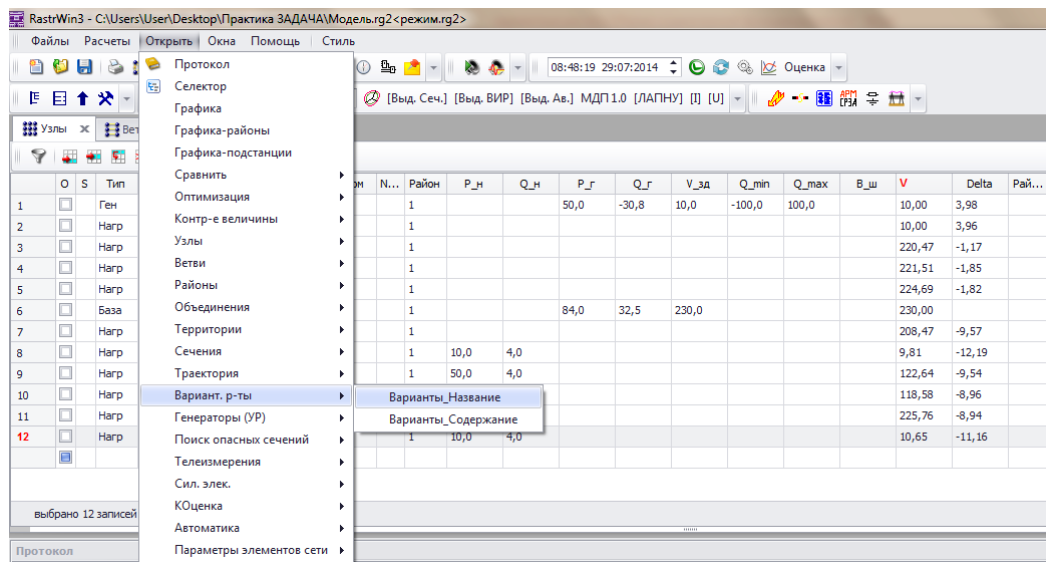 RastrWin3 - C:\Users\User\Desktop\Практика ЗАДАЧА\Модель.rg2<режим.rg2>
Файлы Расчеты Открыть Окна Помощь Стиль
Протокол 08:48:19 29:07:2014 Оценка
Селектор [Выд. Сеч.] [Выд. ВИР] [Выд. Ав.] МДП 1.0 [ЛАПНУ] [I] [U] АРМ СРЗА
Графика
Узлы Вет Графика-районы
Графика-подстанции
Сравнить
O S Тип Оптимизация N... Район P_н Q_н P_г Q_г V_зд Q_min Q_max B_ш V Delta Рай...
1 Ген 1 50,0 -30,8 10,0 -100,0 100,0 10,00 3,98
Контр-е величины
2 Нагр 1 10,00 3,96
Узлы
3 Нагр 1 220,47 -1,17
Ветви
4 Нагр 1 221,51 -1,85
Районы
5 Нагр 1 224,69 -1,82
Объединения
6 База 1 84,0 32,5 230,0 230,00
Территории
7 Нагр 1 208,47 -9,57
Сечения
8 Нагр 1 10,0 4,0 9,81 -12,19
Траектория
9 Нагр 1 50,0 4,0 122,64 -9,54
Вариант. р-ты Варианты_Название
10 Нагр 118,58 -8,96
Генераторы (УР) Варианты_Содержание
11 Нагр 225,76 -8,94
Поиск опасных сечений
12 Нагр 1 10,0 4,0 10,65 -11,16
Телеизмерения
Сил. элек.
выбрано 12 записей КОценка
Автоматика
Протокол Параметры элементов сети